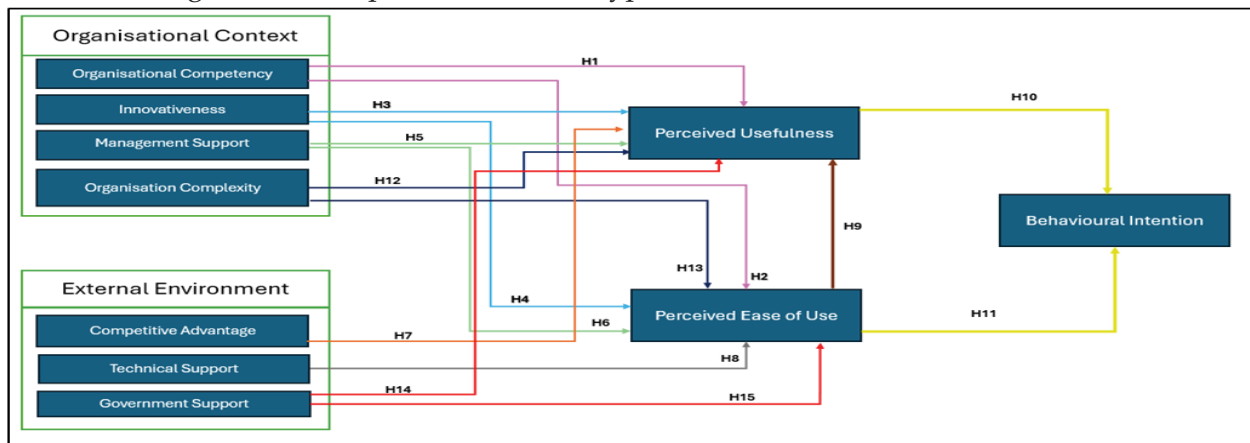 Organisational Context
Organisational Competency
Innovativeness
Management Support
Organisation Complexity
External Environment
Competitive Advantage
Technical Support
Government Support
H1
H3
H5
H12
H13
H2
H4
H6
H7
H8
H14
H15
Perceived Usefulness
Perceived Ease of Use
H9
H10
H11
Behavioural Intention